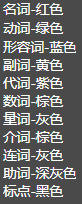 名词-红色
动词-绿色
形容词-蓝色
副词-黄色
代词-紫色
数词-棕色
量词-灰色
介词-棕色
连词-灰色
助词-深灰色
标点-黑色